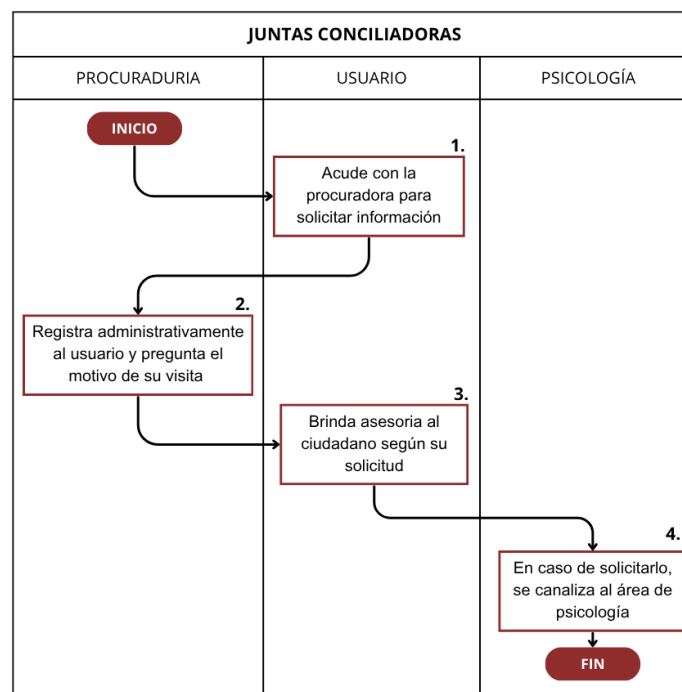 JUNTAS CONCILIADORAS
PROCURADURIA
USUARIO
PSICOLOGÍA
INICIO
1.
Acude con la
procuradora para
solicitar información
2.
Registra administrativamente
al usuario y pregunta el
motivo de su visita
3.
Brinda asesoria al
ciudadano según su
solicitud
4.
En caso de solicitarlo,
se canaliza al área de
psicología
FIN